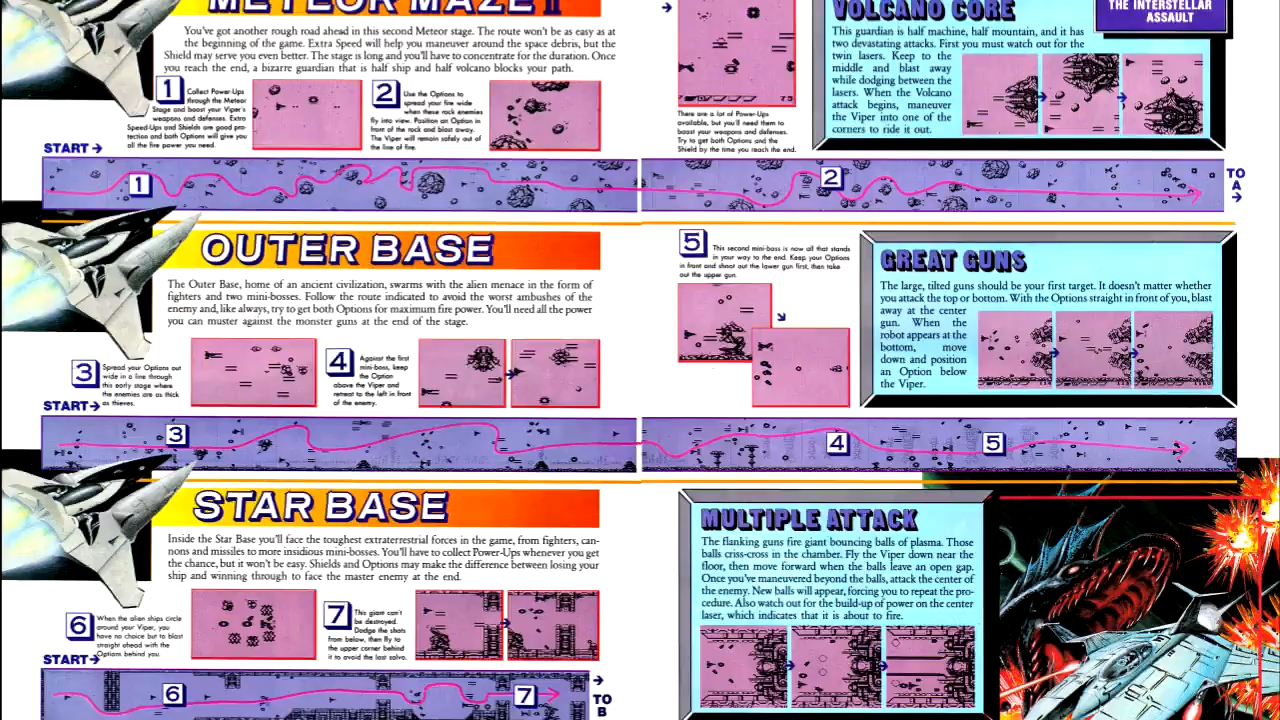 METEOR MAZE II
You've got another rough road ahead in this second Meteor stage. The route won't be as easy as at
the beginning of the game. Extra Speed will help you maneuver around the space debris, but the
Shield may serve you even better. The stage is long and you'll have to concentrate for the duration. Once
you reach the end, a bizarre guardian that is half ship and half volcano blocks your path.
1
Collect Power-Ups
through the Meteor
Stage and boost your Viper's
weapons and defenses. Extra
Speed-Ups and Shields are good pro-
tection and both Options will give you
all the fire power you need.
2
Use the Options to
spread your fire wide
when these rock enemies
fly into view. Position an Option in
front of the rock and blast away.
The Viper will remain safely out of
the line of fire.
There are a lot of Power-Ups
available, but you'll need them to
boost your weapons and defenses.
Try to get both Options and the
Shield by the time you reach the end.
VOLCANO CORE
This guardian is half machine, half mountain, and it has
two devastating attacks. First you must watch out for the
twin lasers. Keep to the
middle and blast away
while dodging between the
lasers. When the Volcano
attack begins, maneuver
the Viper into one of the
corners to ride it out.
THE INTERSTELLAR
ASSAULT
START
1
2
TO
A
OUTER BASE
The Outer Base, home of an ancient civilization, swarms with the alien menace in the form of
fighters and two mini-bosses. Follow the route indicated to avoid the worst ambushes of the
enemy and, like always, try to get both Options for maximum fire power. You'll need all the power
you can muster against the monster guns at the end of the stage.
3
Spread your Options out
wide in a line through
this early stage where
the enemies are as thick
as thieves.
4
Against the first
mini-boss, keep
the Option
above the Viper and
retreat to the left in front
of the enemy.
5
This second mini-boss is now all that stands
in your way to the end. Keep your Options
in front and shoot out the lower gun first, then take
out the upper gun.
GREAT GUNS
The large, tilted guns should be your first target. It doesn't matter whether
you attack the top or bottom. With the Options straight in front of you, blast
away at the center
gun. When the
robot appears at the
bottom, move
down and position
an Option below
the Viper.
START
3
4
5
STAR BASE
Inside the Star Base you'll face the toughest extraterrestrial forces in the game, from fighters, can-
nons and missiles to more insidious mini-bosses. You'll have to collect Power-Ups whenever you get
the chance, but it won't be easy. Shields and Options may make the difference between losing your
ship and winning through to face the master enemy at the end.
6
When the alien ships circle
around your Viper, you
have no choice but to blast
straight ahead with the
Options behind you.
7
This giant can't
be destroyed.
Dodge the shots
from below, then fly to
the upper corner behind
it to avoid the last salvo.
START
6
7
TO
B
MULTIPLE ATTACK
The flanking guns fire giant bouncing balls of plasma. Those
balls criss-cross in the chamber. Fly the Viper down near the
floor, then move forward when the balls leave an open gap.
Once you've maneuvered beyond the balls, attack the center of
the enemy. New balls will appear, forcing you to repeat the pro-
cedure. Also watch out for the build-up of power on the center
laser, which indicates that it is about to fire.